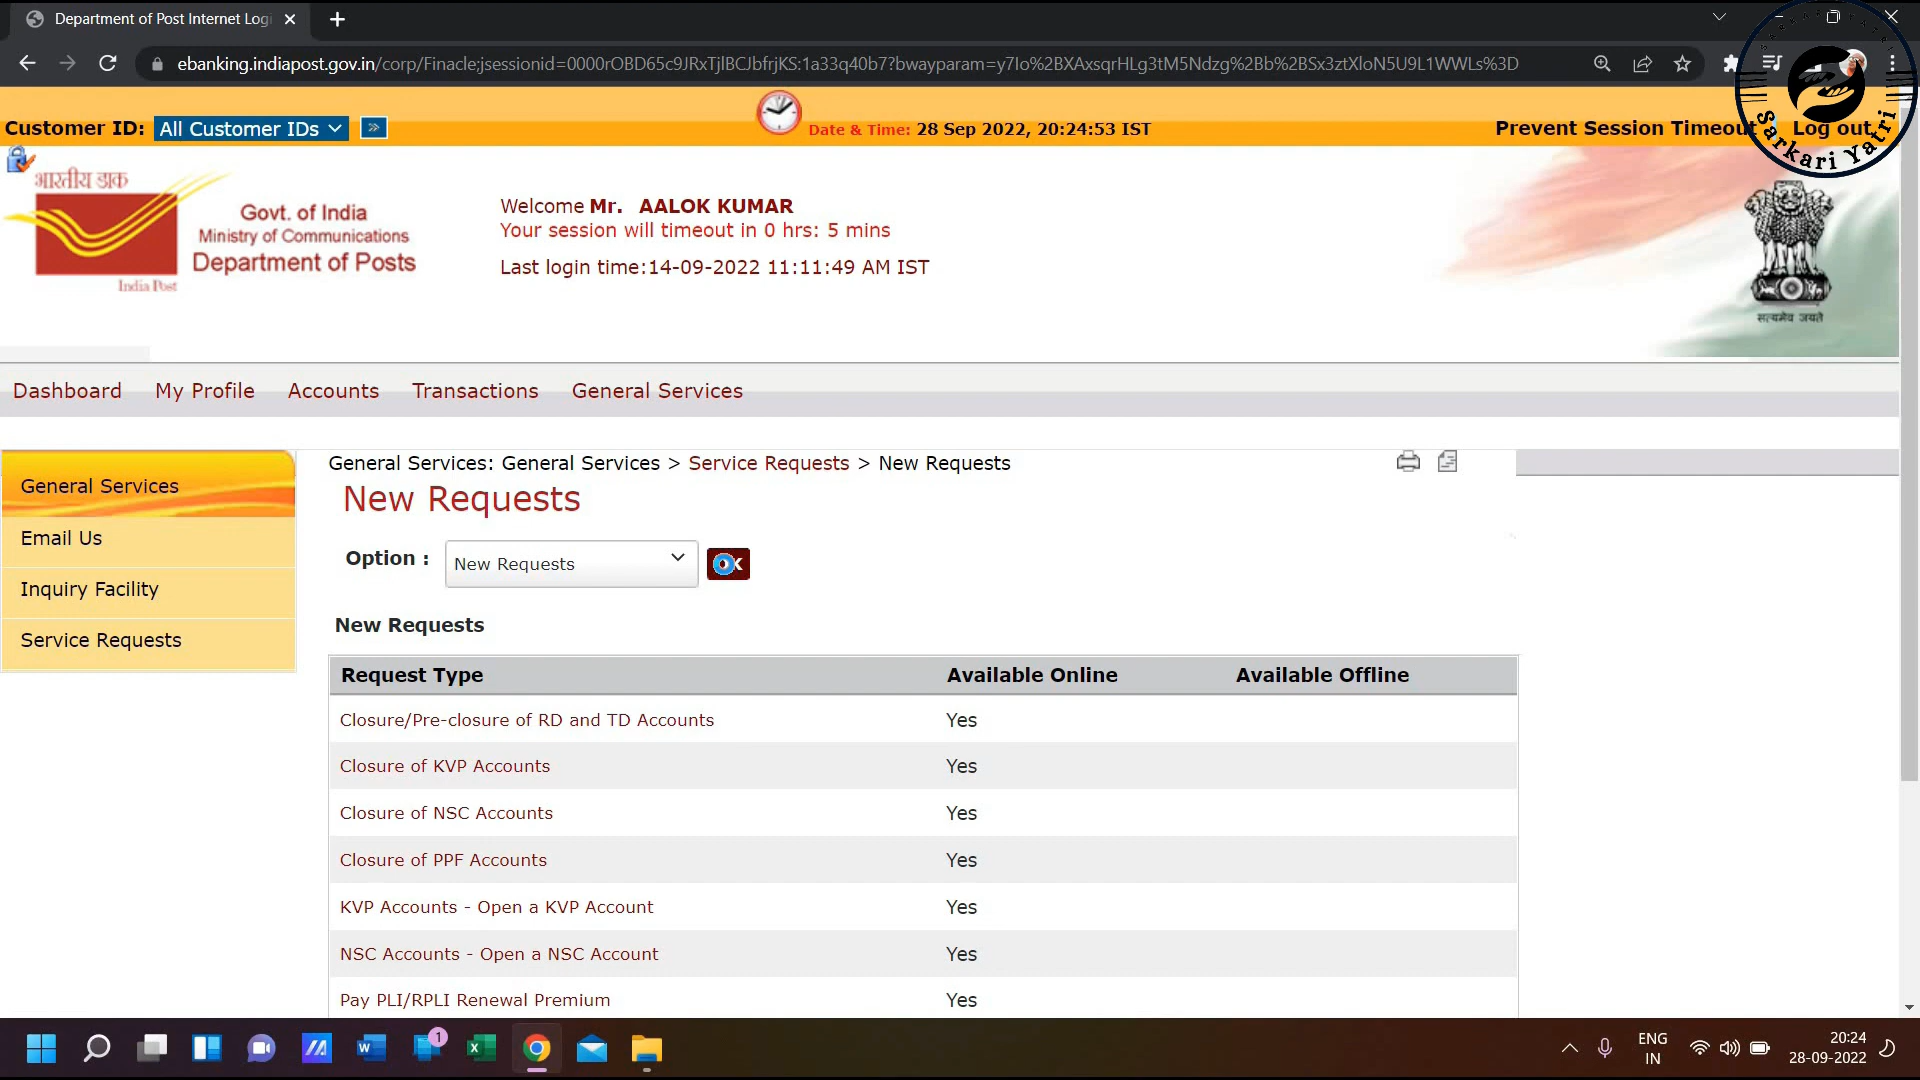 Department of Post Internet Logi
ebanking.indiapost.gov.in/corp/Finacle;jsessionid=0000rOBD65c9JRxTjlBCJbfrjKS:1a33q40b7?bwayparam=y7Io%2BXAxsqrHLg3tM5Ndzg%2Bb%2BSx3ztXloN5U9L1WWLs%3D
Customer ID: All Customer IDs >>
Date & Time: 28 Sep 2022, 20:24:53 IST
Prevent Session Timeout
Log out
Sarkari Yatri
भारतीय डाक
India Post
Govt. of India
Ministry of Communications
Department of Posts
Welcome Mr. AALOK KUMAR
Your session will timeout in 0 hrs: 5 mins
Last login time:14-09-2022 11:11:49 AM IST
सत्यमेव जयते
Dashboard My Profile Accounts Transactions General Services
General Services
Email Us
Inquiry Facility
Service Requests
General Services: General Services > Service Requests > New Requests
New Requests
Option : New Requests
New Requests
Request Type Available Online Available Offline
Closure/Pre-closure of RD and TD Accounts Yes
Closure of KVP Accounts Yes
Closure of NSC Accounts Yes
Closure of PPF Accounts Yes
KVP Accounts - Open a KVP Account Yes
NSC Accounts - Open a NSC Account Yes
Pay PLI/RPLI Renewal Premium Yes
1
ENG
IN
20:24
28-09-2022